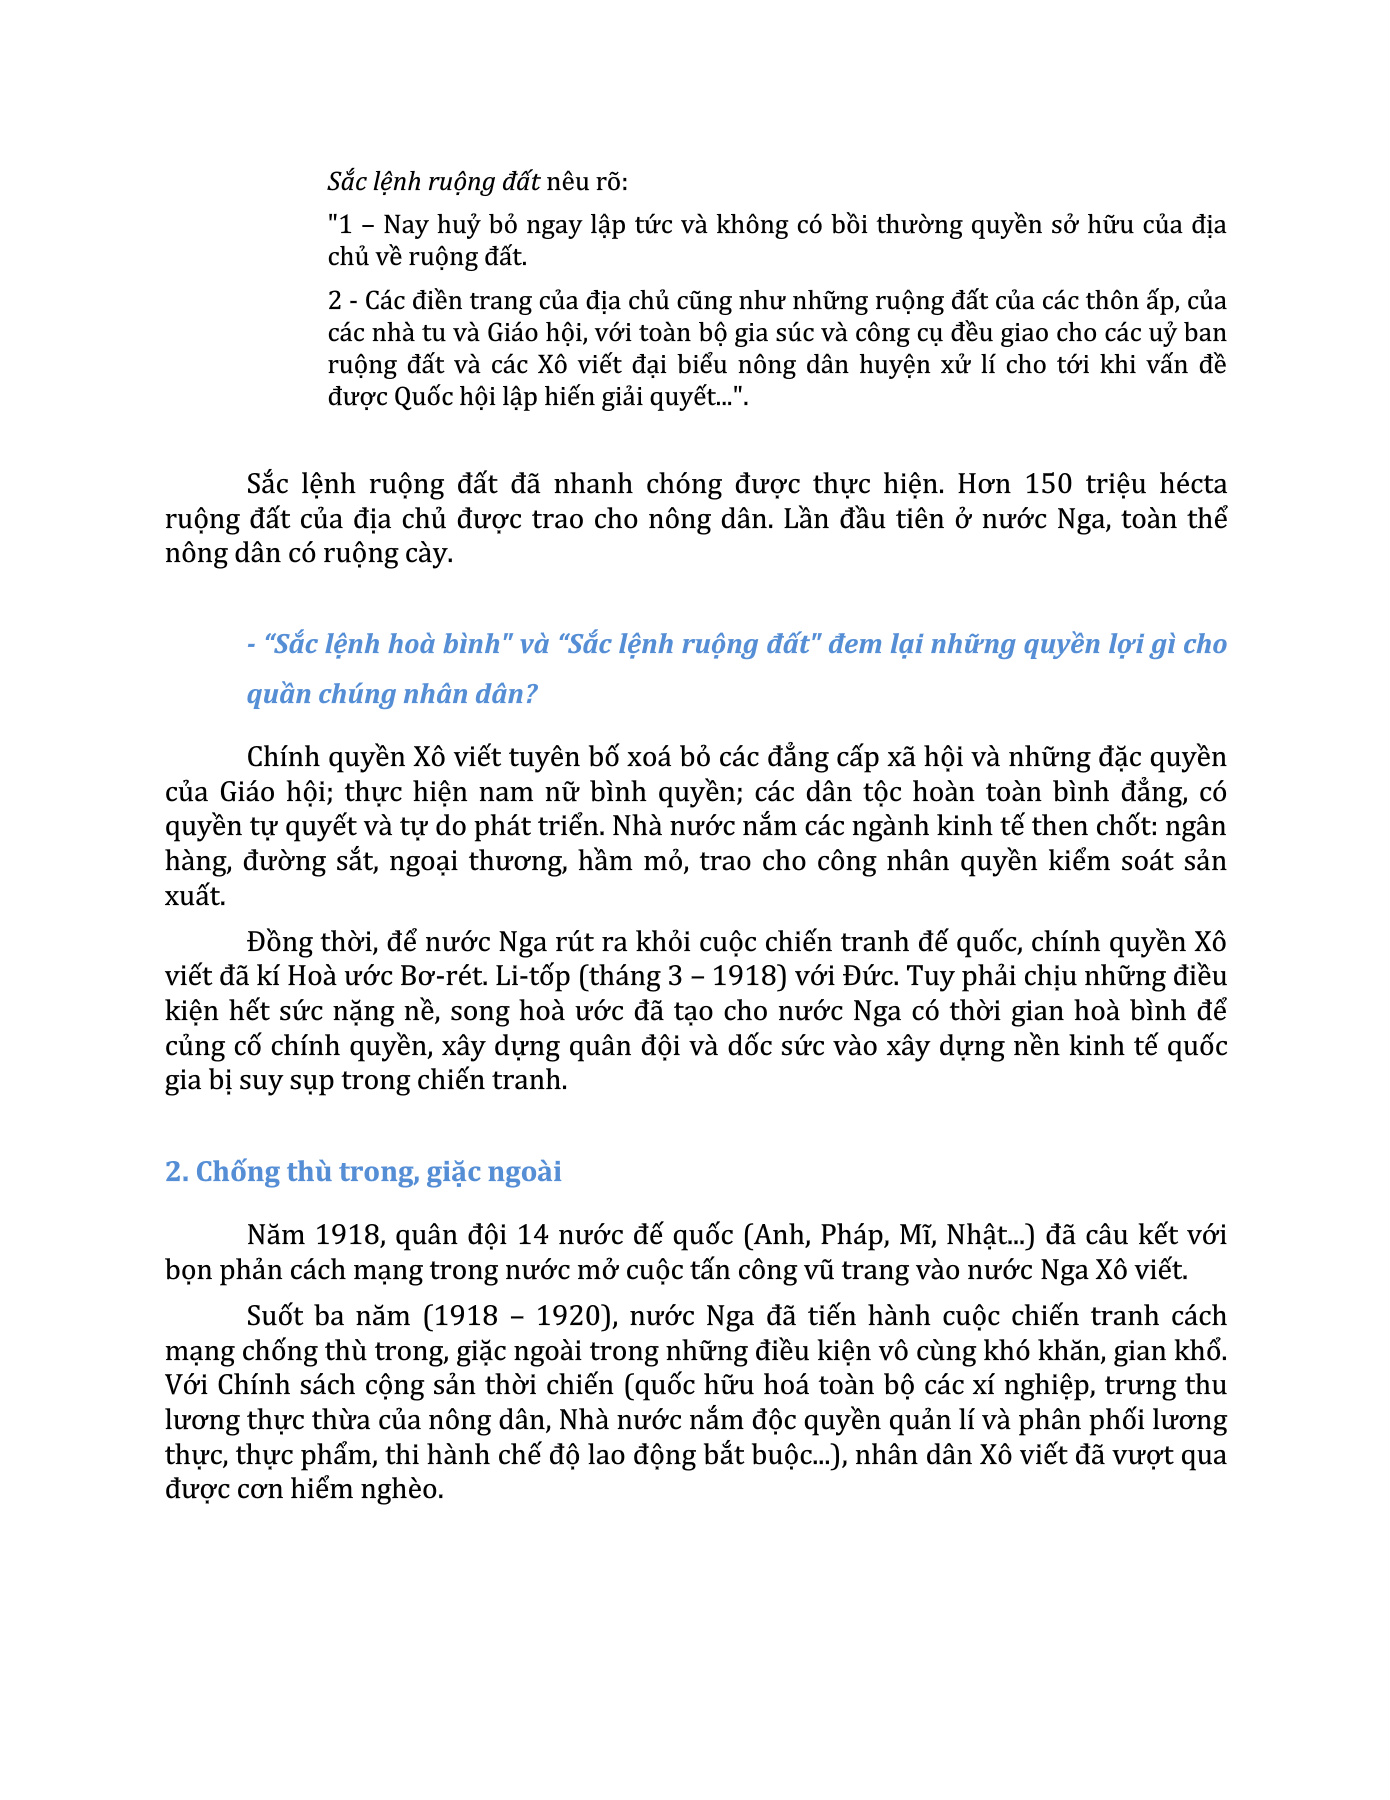 Sắc lệnh ruộng đất nêu rõ:
"1 – Nay huỷ bỏ ngay lập tức và không có bồi thường quyền sở hữu của địa
chủ về ruộng đất.
2 - Các điền trang của địa chủ cũng như những ruộng đất của các thôn ấp, của
các nhà tu và Giáo hội, với toàn bộ gia súc và công cụ đều giao cho các uỷ ban
ruộng đất và các Xô viết đại biểu nông dân huyện xử lí cho tới khi vấn đề
được Quốc hội lập hiến giải quyết...".
Sắc lệnh ruộng đất đã nhanh chóng được thực hiện. Hơn 150 triệu hécta
ruộng đất của địa chủ được trao cho nông dân. Lần đầu tiên ở nước Nga, toàn thể
nông dân có ruộng cày.
- “Sắc lệnh hoà bình" và “Sắc lệnh ruộng đất" đem lại những quyền lợi gì cho
quần chúng nhân dân?
Chính quyền Xô viết tuyên bố xoá bỏ các đẳng cấp xã hội và những đặc quyền
của Giáo hội; thực hiện nam nữ bình quyền; các dân tộc hoàn toàn bình đẳng, có
quyền tự quyết và tự do phát triển. Nhà nước nắm các ngành kinh tế then chốt: ngân
hàng, đường sắt, ngoại thương, hầm mỏ, trao cho công nhân quyền kiểm soát sản
xuất.
Đồng thời, để nước Nga rút ra khỏi cuộc chiến tranh đế quốc, chính quyền Xô
viết đã kí Hoà ước Bơ-rét. Li-tốp (tháng 3 – 1918) với Đức. Tuy phải chịu những điều
kiện hết sức nặng nề, song hoà ước đã tạo cho nước Nga có thời gian hoà bình để
củng cố chính quyền, xây dựng quân đội và dốc sức vào xây dựng nền kinh tế quốc
gia bị suy sụp trong chiến tranh.
2. Chống thù trong, giặc ngoài
Năm 1918, quân đội 14 nước đế quốc (Anh, Pháp, Mĩ, Nhật...) đã câu kết với
bọn phản cách mạng trong nước mở cuộc tấn công vũ trang vào nước Nga Xô viết.
Suốt ba năm (1918 – 1920), nước Nga đã tiến hành cuộc chiến tranh cách
mạng chống thù trong, giặc ngoài trong những điều kiện vô cùng khó khăn, gian khổ.
Với Chính sách cộng sản thời chiến (quốc hữu hoá toàn bộ các xí nghiệp, trưng thu
lương thực thừa của nông dân, Nhà nước nắm độc quyền quản lí và phân phối lương
thực, thực phẩm, thi hành chế độ lao động bắt buộc...), nhân dân Xô viết đã vượt qua
được cơn hiểm nghèo.